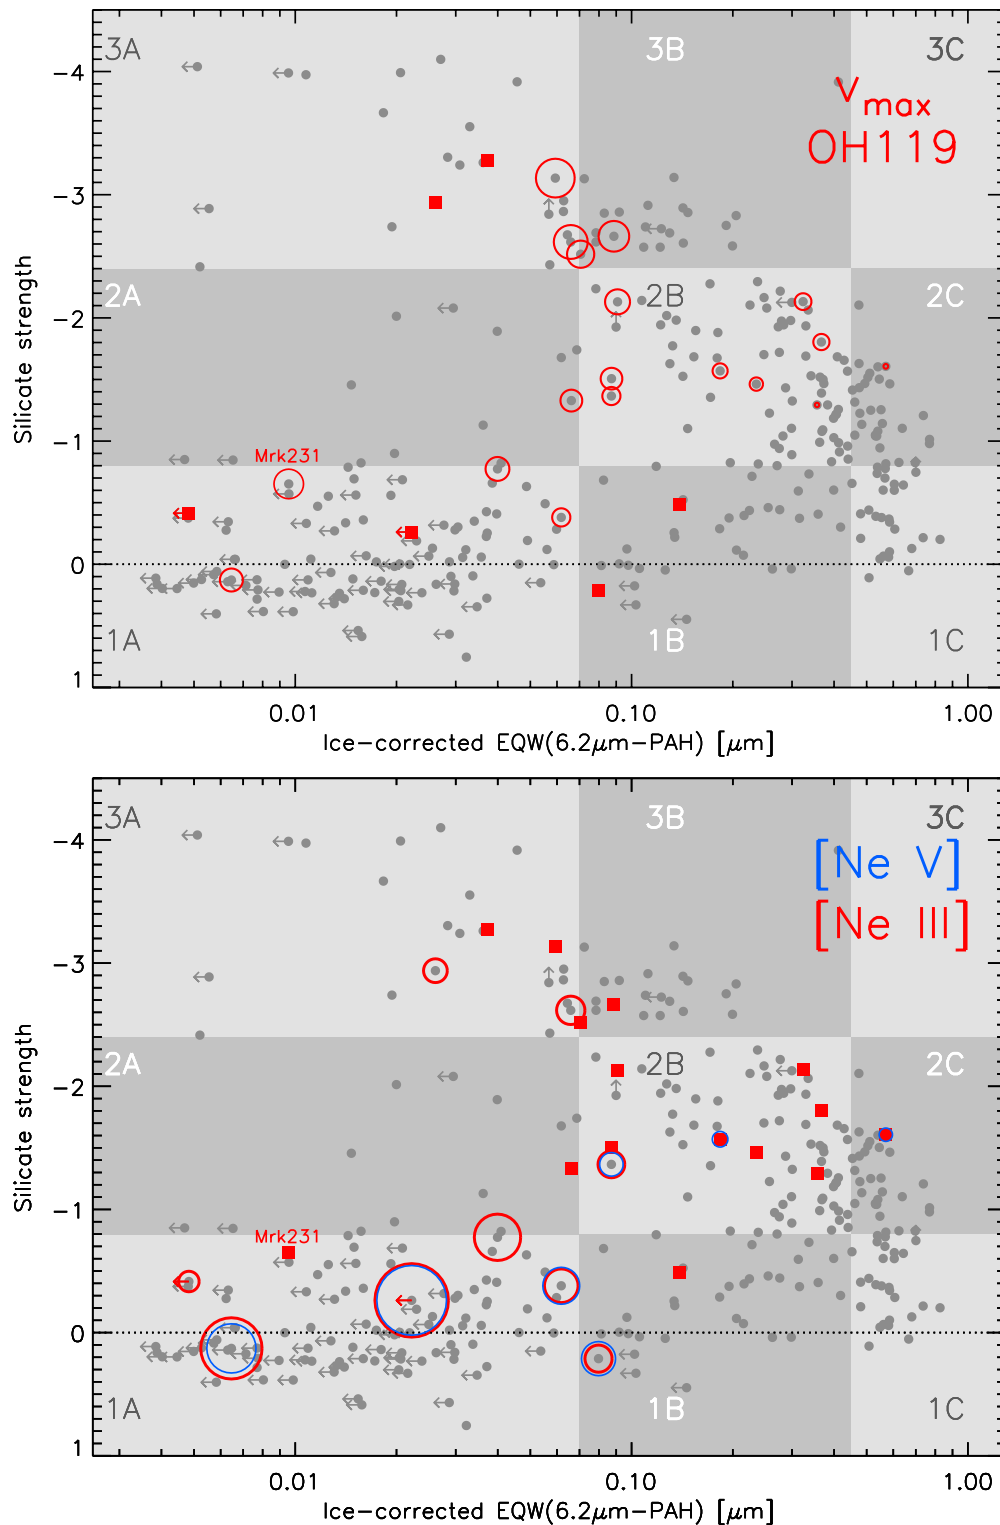 3A
3B
3C
−4
Vmax
OH119
−3
2A
2B
2C
−2
Silicate strength
−1
Mrk231
0
1A
1B
1C
1
0.01
0.10
1.00
Ice−corrected EQW(6.2μm−PAH) [μm]
3A
3B
3C
−4
[Ne V]
[Ne III]
−3
2A
2B
2C
−2
Silicate strength
−1
Mrk231
0
1A
1B
1C
1
0.01
0.10
1.00
Ice−corrected EQW(6.2μm−PAH) [μm]